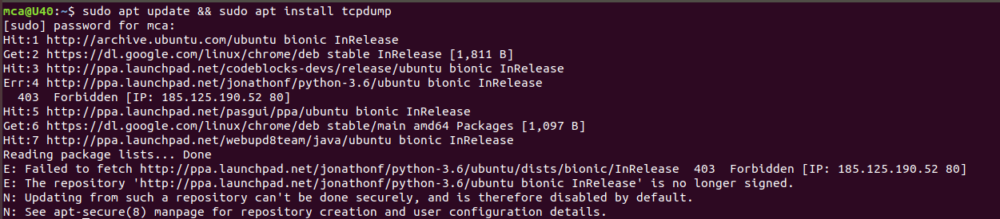 mca@U40:~$ sudo apt update && sudo apt install tcpdump
[sudo] password for mca:
Hit:1 http://archive.ubuntu.com/ubuntu bionic InRelease
Get:2 https://dl.google.com/linux/chrome/deb stable InRelease [1,811 B]
Hit:3 http://ppa.launchpad.net/codeblocks-devs/release/ubuntu bionic InRelease
Err:4 http://ppa.launchpad.net/jonathonf/python-3.6/ubuntu bionic InRelease
  403  Forbidden [IP: 185.125.190.52 80]
Hit:5 http://ppa.launchpad.net/pasgui/ppa/ubuntu bionic InRelease
Get:6 https://dl.google.com/linux/chrome/deb stable/main amd64 Packages [1,097 B]
Hit:7 http://ppa.launchpad.net/webupd8team/java/ubuntu bionic InRelease
Reading package lists... Done
E: Failed to fetch http://ppa.launchpad.net/jonathonf/python-3.6/ubuntu/dists/bionic/InRelease  403  Forbidden [IP: 185.125.190.52 80]
E: The repository 'http://ppa.launchpad.net/jonathonf/python-3.6/ubuntu bionic InRelease' is no longer signed.
N: Updating from such a repository can't be done securely, and is therefore disabled by default.
N: See apt-secure(8) manpage for repository creation and user configuration details.